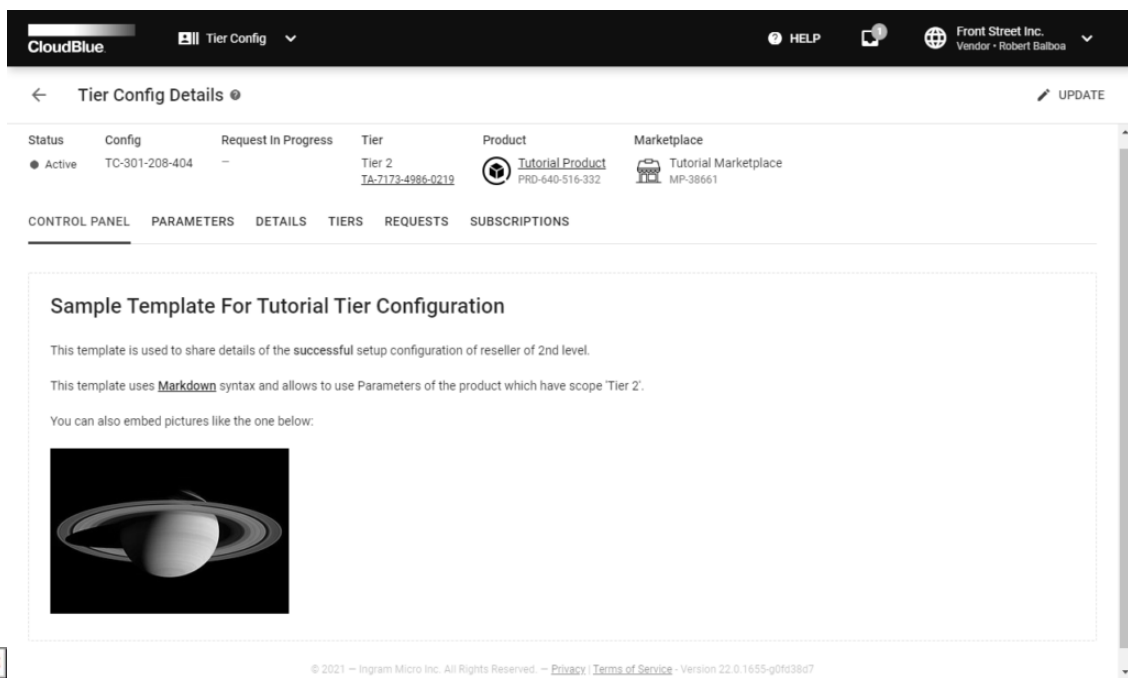 CloudBlue.
Tier Config
HELP
1
Front Street Inc.
Vendor • Robert Balboa
Tier Config Details
UPDATE
Status Config Request In Progress Tier Product Marketplace
Active TC-301-208-404 – Tier 2 Tutorial Product Tutorial Marketplace
TA-7173-4986-0219 PRD-640-516-332 MP-38661
CONTROL PANEL PARAMETERS DETAILS TIERS REQUESTS SUBSCRIPTIONS
Sample Template For Tutorial Tier Configuration
This template is used to share details of the successful setup configuration of reseller of 2nd level.
This template uses Markdown syntax and allows to use Parameters of the product which have scope 'Tier 2'.
You can also embed pictures like the one below:
© 2021 – Ingram Micro Inc. All Rights Reserved. – Privacy | Terms of Service - Version 22.0.1655-g0fd38d7